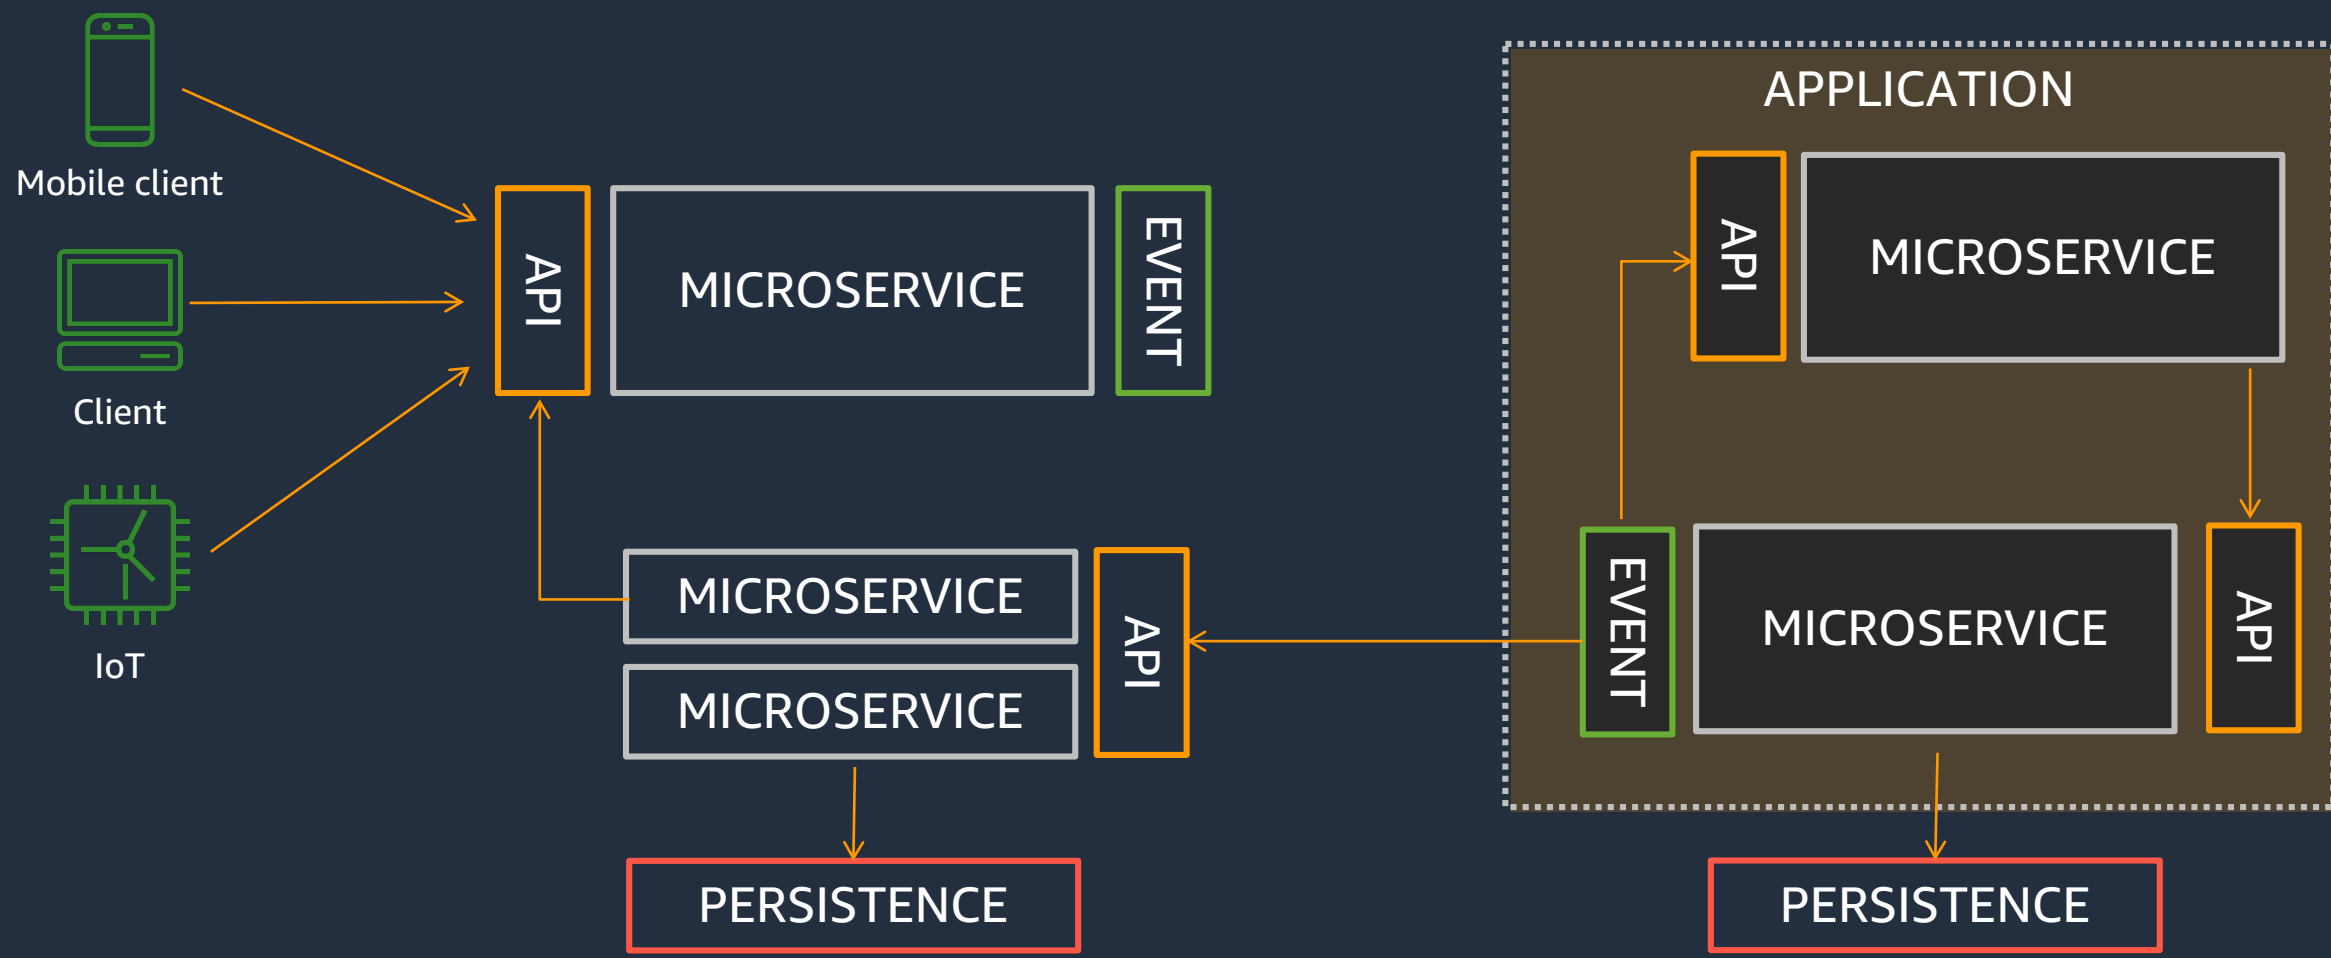 Mobile client
Client
IoT
API
MICROSERVICE
EVENT
MICROSERVICE
MICROSERVICE
API
PERSISTENCE
APPLICATION
API
MICROSERVICE
EVENT
MICROSERVICE
API
PERSISTENCE